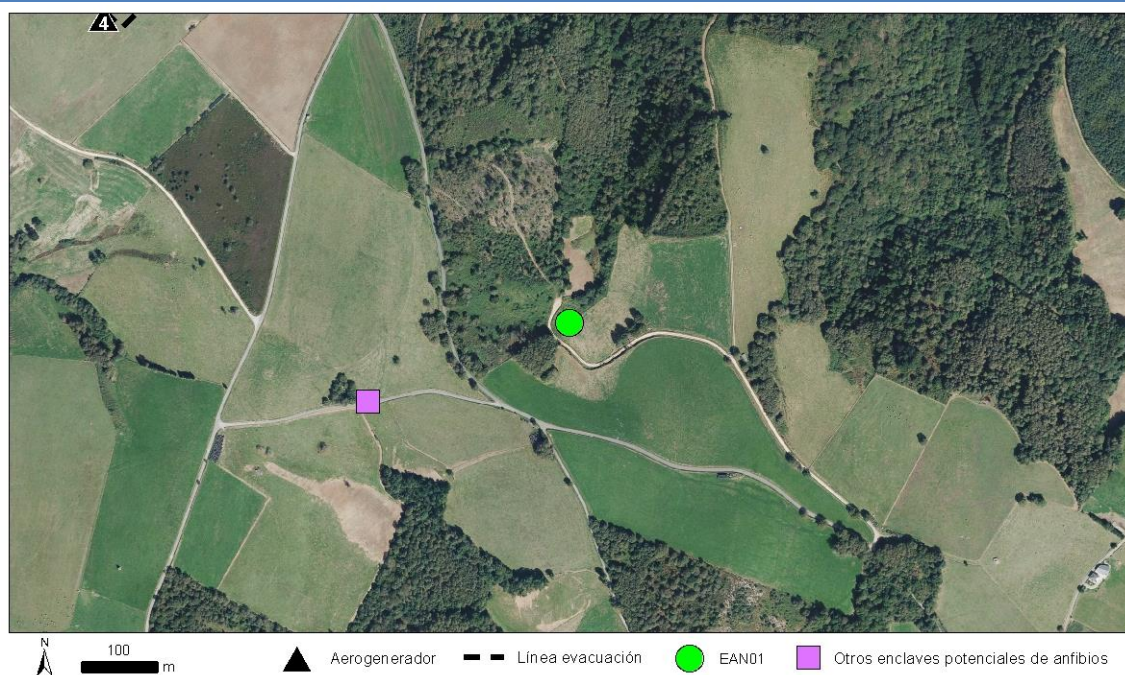 4
N
100
m
Aerogenerador
Línea evacuación
EAN01
Otros enclaves potenciales de anfibios